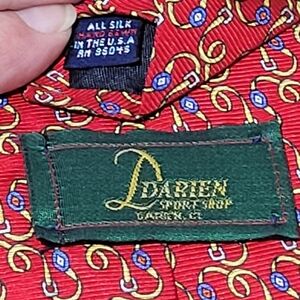 ALL SILK
HAND SEWN
IN THE U.S.A
RN 35045
DARIEN
SPORT SHOP
DARIEN, CT.